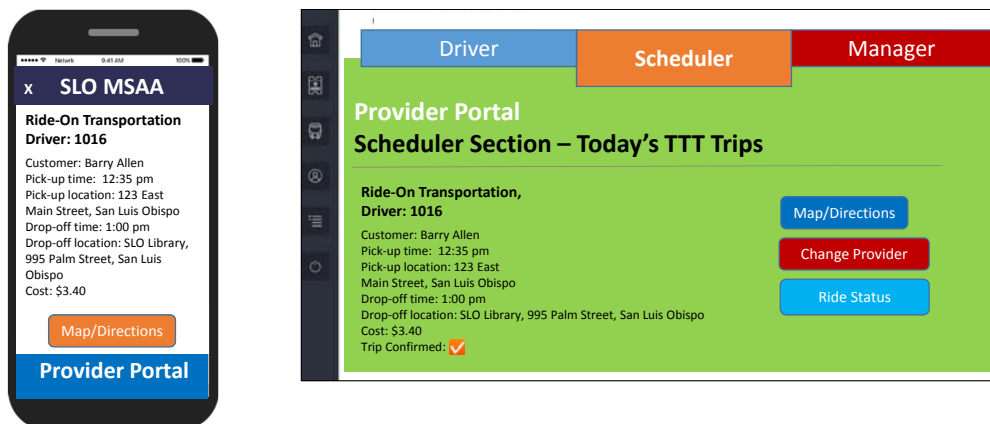 Netwrk 9:41 AM 100%
x SLO MSAA
Ride-On Transportation
Driver: 1016
Customer: Barry Allen
Pick-up time: 12:35 pm
Pick-up location: 123 East
Main Street, San Luis Obispo
Drop-off time: 1:00 pm
Drop-off location: SLO Library,
995 Palm Street, San Luis
Obispo
Cost: $3.40
Map/Directions
Provider Portal
Driver
Scheduler
Manager
Provider Portal
Scheduler Section – Today's TTT Trips
Ride-On Transportation,
Driver: 1016
Customer: Barry Allen
Pick-up time: 12:35 pm
Pick-up location: 123 East
Main Street, San Luis Obispo
Drop-off time: 1:00 pm
Drop-off location: SLO Library, 995 Palm Street, San Luis Obispo
Cost: $3.40
Trip Confirmed: ✓
Map/Directions
Change Provider
Ride Status